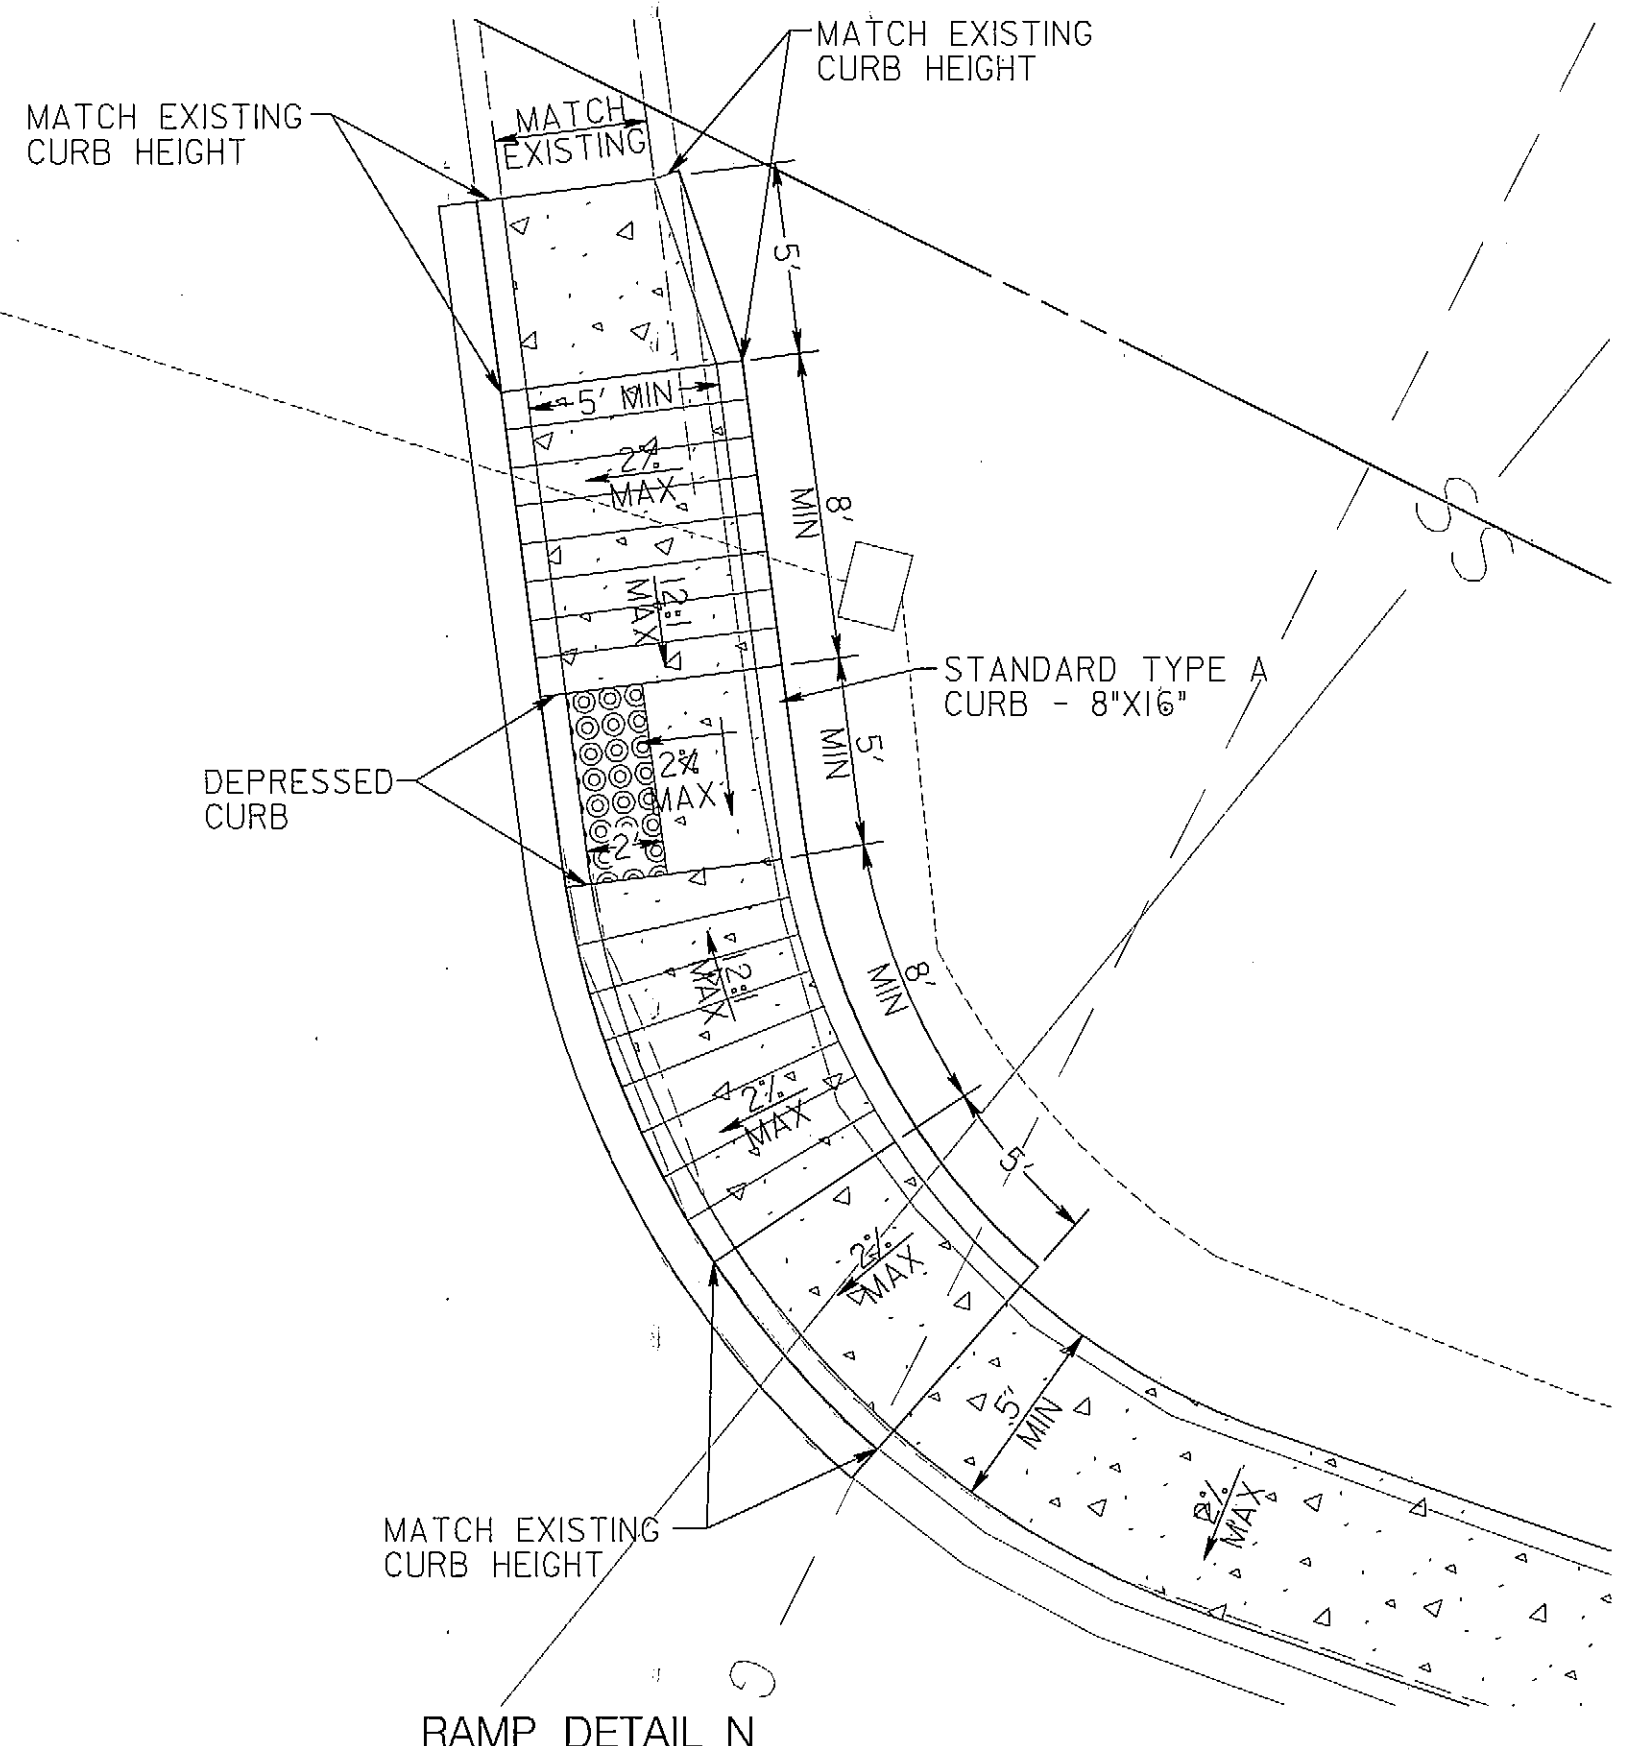 MATCH EXISTING
CURB HEIGHT
MATCH EXISTING
CURB HEIGHT
MATCH
EXISTING
5'
5' MIN
2%
MAX
8'
MIN
12:1
MAX
STANDARD TYPE A
CURB - 8"X16"
5'
MIN
DEPRESSED
CURB
2%
MAX
2'
12:1
MAX
8'
MIN
2%
MAX
5'
2%
MAX
5'
MIN
2%
MAX
MATCH EXISTING
CURB HEIGHT
S
S
G
RAMP DETAIL N